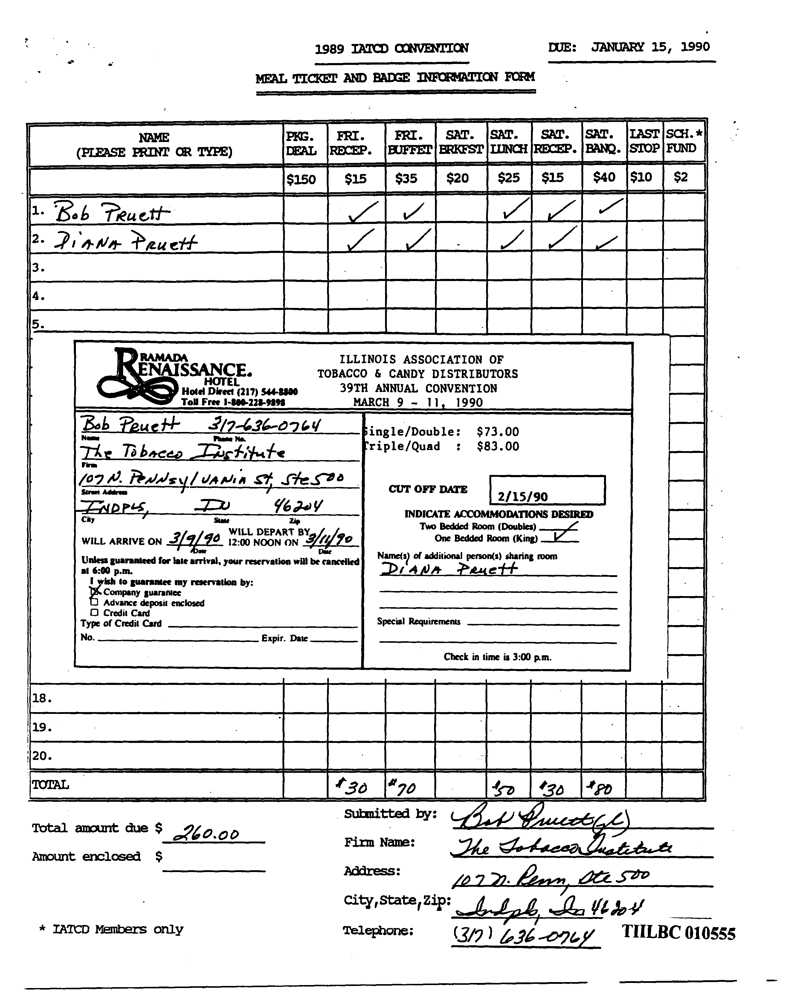 1989 IATCD CONVENTION DUE: JANUARY 15, 1990
MEAL TICKET AND BADGE INFORMATION FORM
NAME PKG. FRI. FRI. SAT. SAT. SAT. SAT. LAST SCH.*
(PLEASE PRINT OR TYPE) DEAL RECEP. BUFFET BRKFST LUNCH RECEP. BANQ. STOP FUND
$150 $15 $35 $20 $25 $15 $40 $10 $2
1. Bob Pruett ✓ ✓ ✓ ✓ ✓
2. Diana Pruett ✓ ✓ ✓ ✓ ✓
3.
4.
5.
RAMADA
RENAISSANCE.
HOTEL
Hotel Direct (217) 544-8800
Toll Free 1-800-228-9898
ILLINOIS ASSOCIATION OF
TOBACCO & CANDY DISTRIBUTORS
39TH ANNUAL CONVENTION
MARCH 9 - 11, 1990
Bob Pruett 317-636-0764
Name Phone No.
The Tobacco Institute
Firm
107 N. Pennsylvania St, Ste 500
Street Address
INDPLS, IN 46204
City State Zip
WILL ARRIVE ON 3/9/90 WILL DEPART BY 12:00 NOON ON 3/11/90
Date Date
Unless guaranteed for late arrival, your reservation will be cancelled
at 6:00 p.m.
I wish to guarantee my reservation by:
☒ Company guarantee
☐ Advance deposit enclosed
☐ Credit Card
Type of Credit Card
No. Expir. Date
Single/Double: $73.00
Triple/Quad : $83.00
CUT OFF DATE 2/15/90
INDICATE ACCOMMODATIONS DESIRED
Two Bedded Room (Doubles)
One Bedded Room (King) ✓
Name(s) of additional person(s) sharing room
Diana Pruett
Special Requirements
Check in time is 3:00 p.m.
18.
19.
20.
TOTAL $30 $70 $50 $30 $80
Total amount due $ 260.00
Amount enclosed $
Submitted by: Bob Pruett (gc)
Firm Name: The Tobacco Institute
Address: 107 N. Penn, Ste 500
City,State,Zip: Indpls, In 46204
Telephone: (317) 636-0764
* IATCD Members only
TIILBC 010555